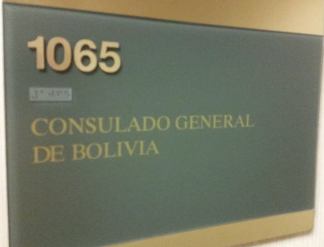 1065
CONSULADO GENERAL
DE BOLIVIA